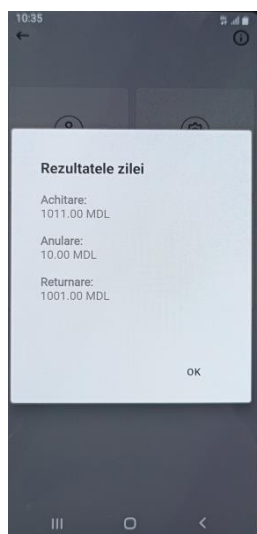 10:35
Rezultatele zilei
Achitare:
1011.00 MDL
Anulare:
10.00 MDL
Returnare:
1001.00 MDL
OK